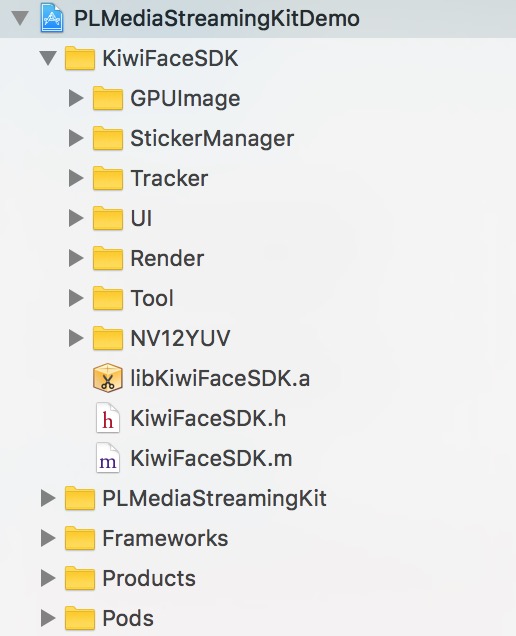 PLMediaStreamingKitDemo
KiwiFaceSDK
GPUImage
StickerManager
Tracker
UI
Render
Tool
NV12YUV
libKiwiFaceSDK.a
h KiwiFaceSDK.h
m KiwiFaceSDK.m
PLMediaStreamingKit
Frameworks
Products
Pods